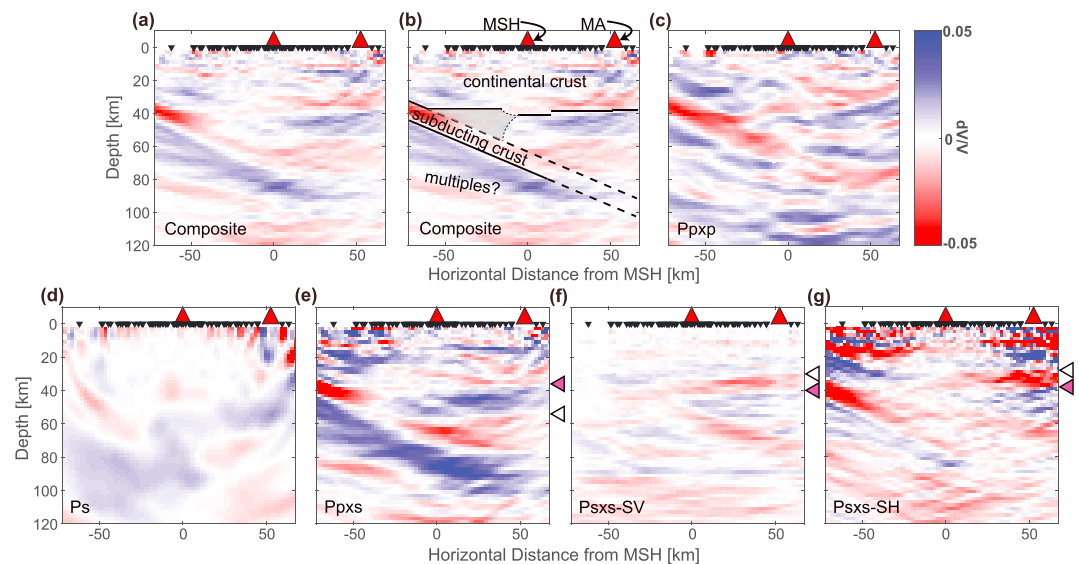 (a)
(b)
MSH
MA
(c)
0
20
40
60
80
100
120
Depth [km]
Composite
-50
0
50
continental crust
subducting crust
multiples?
Composite
-50
0
50
Ppxp
-50
0
50
0.05
0
-0.05
dV/V
Horizontal Distance from MSH [km]
(d)
(e)
(f)
(g)
0
20
40
60
80
100
120
Depth [km]
Ps
-50
0
50
Ppxs
-50
0
50
Psxs-SV
-50
0
50
Psxs-SH
-50
0
50
Horizontal Distance from MSH [km]